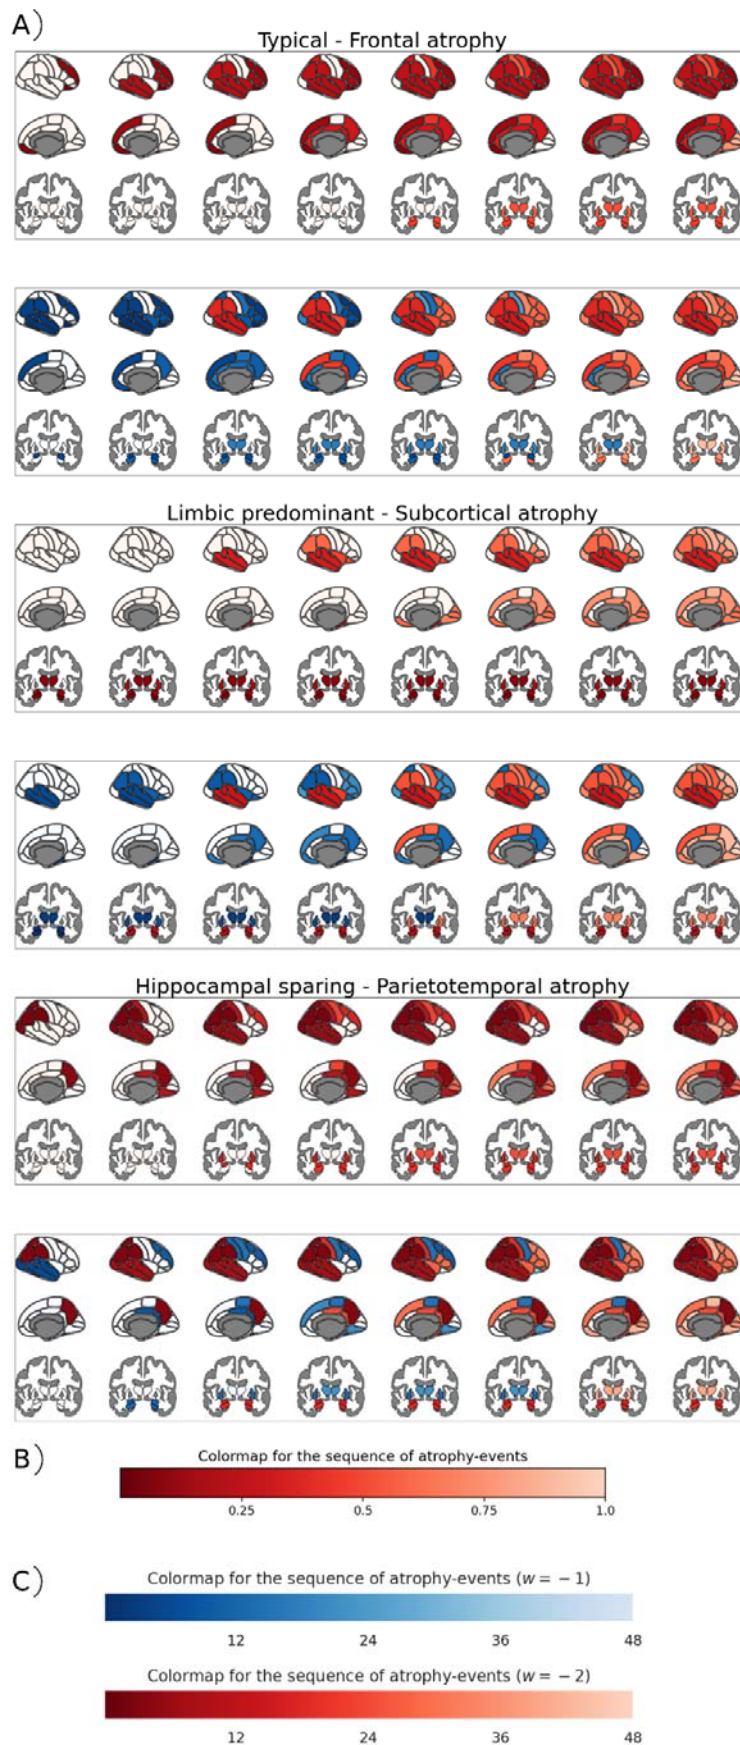 A)
Typical - Frontal atrophy
Limbic predominant - Subcortical atrophy
Hippocampal sparing - Parietotemporal atrophy
B)
Colormap for the sequence of atrophy-events
0.25 0.5 0.75 1.0
C)
Colormap for the sequence of atrophy-events (w = − 1)
12 24 36 48
Colormap for the sequence of atrophy-events (w = − 2)
12 24 36 48